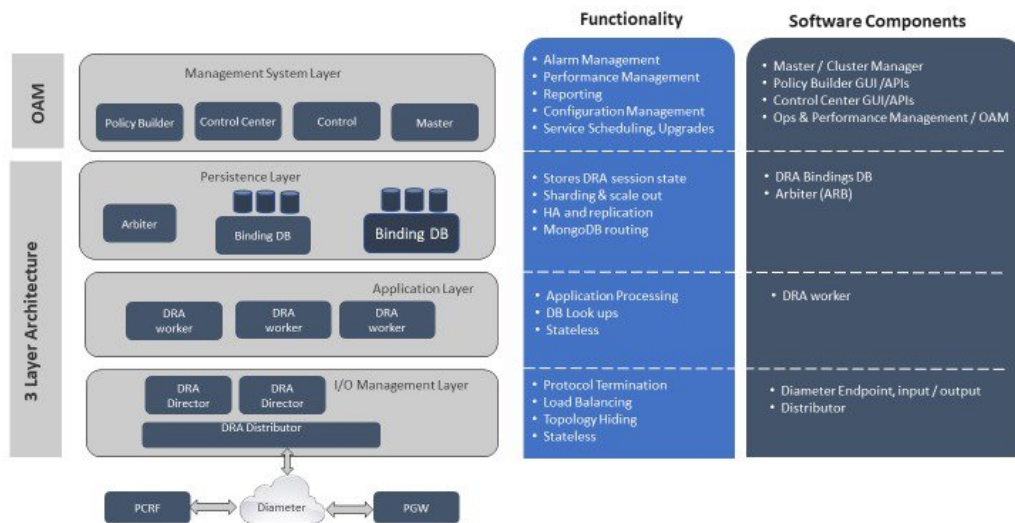 Functionality
Software Components
OAM
Management System Layer
Policy Builder
Control Center
Control
Master
• Alarm Management
• Performance Management
• Reporting
• Configuration Management
• Service Scheduling, Upgrades
• Master / Cluster Manager
• Policy Builder GUI /APIs
• Control Center GUI/APIs
• Ops & Performance Management / OAM
3 Layer Architecture
Persistence Layer
Arbiter
Binding DB
Binding DB
• Stores DRA session state
• Sharding & scale out
• HA and replication
• MongoDB routing
• DRA Bindings DB
• Arbiter (ARB)
Application Layer
DRA
worker
DRA
worker
DRA
worker
• Application Processing
• DB Look ups
• Stateless
• DRA worker
I/O Management Layer
DRA
Director
DRA
Director
DRA Distributor
• Protocol Termination
• Load Balancing
• Topology Hiding
• Stateless
• Diameter Endpoint, input / output
• Distributor
PCRF
Diameter
PGW